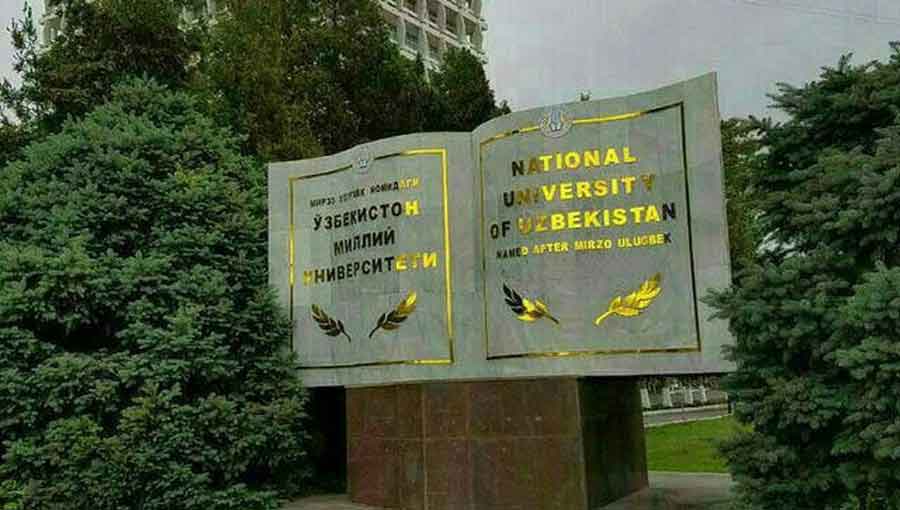 МИРЗО УЛУҒБЕК НОМИДАГИ
ЎЗБЕКИСТОН
МИЛЛИЙ
УНИВЕРСИТЕТИ
NATIONAL
UNIVERSITY
OF UZBEKISTAN
NAMED AFTER MIRZO ULUGBEK